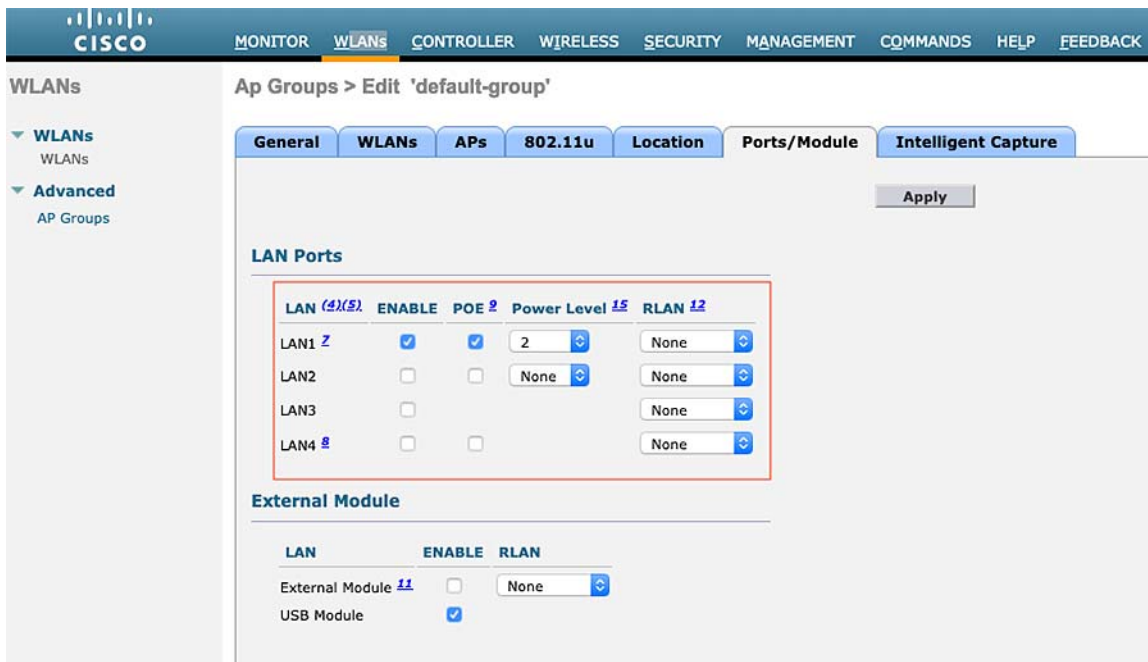 CISCO
MONITOR WLANs CONTROLLER WIRELESS SECURITY MANAGEMENT COMMANDS HELP FEEDBACK
WLANs
WLANs
WLANs
Advanced
AP Groups
Ap Groups > Edit 'default-group'
General WLANs APs 802.11u Location Ports/Module Intelligent Capture
Apply
LAN Ports
LAN (4)(5) ENABLE POE 9 Power Level 15 RLAN 12
LAN1 7 2 None
LAN2 None None
LAN3 None
LAN4 8 None
External Module
LAN ENABLE RLAN
External Module 11 None
USB Module